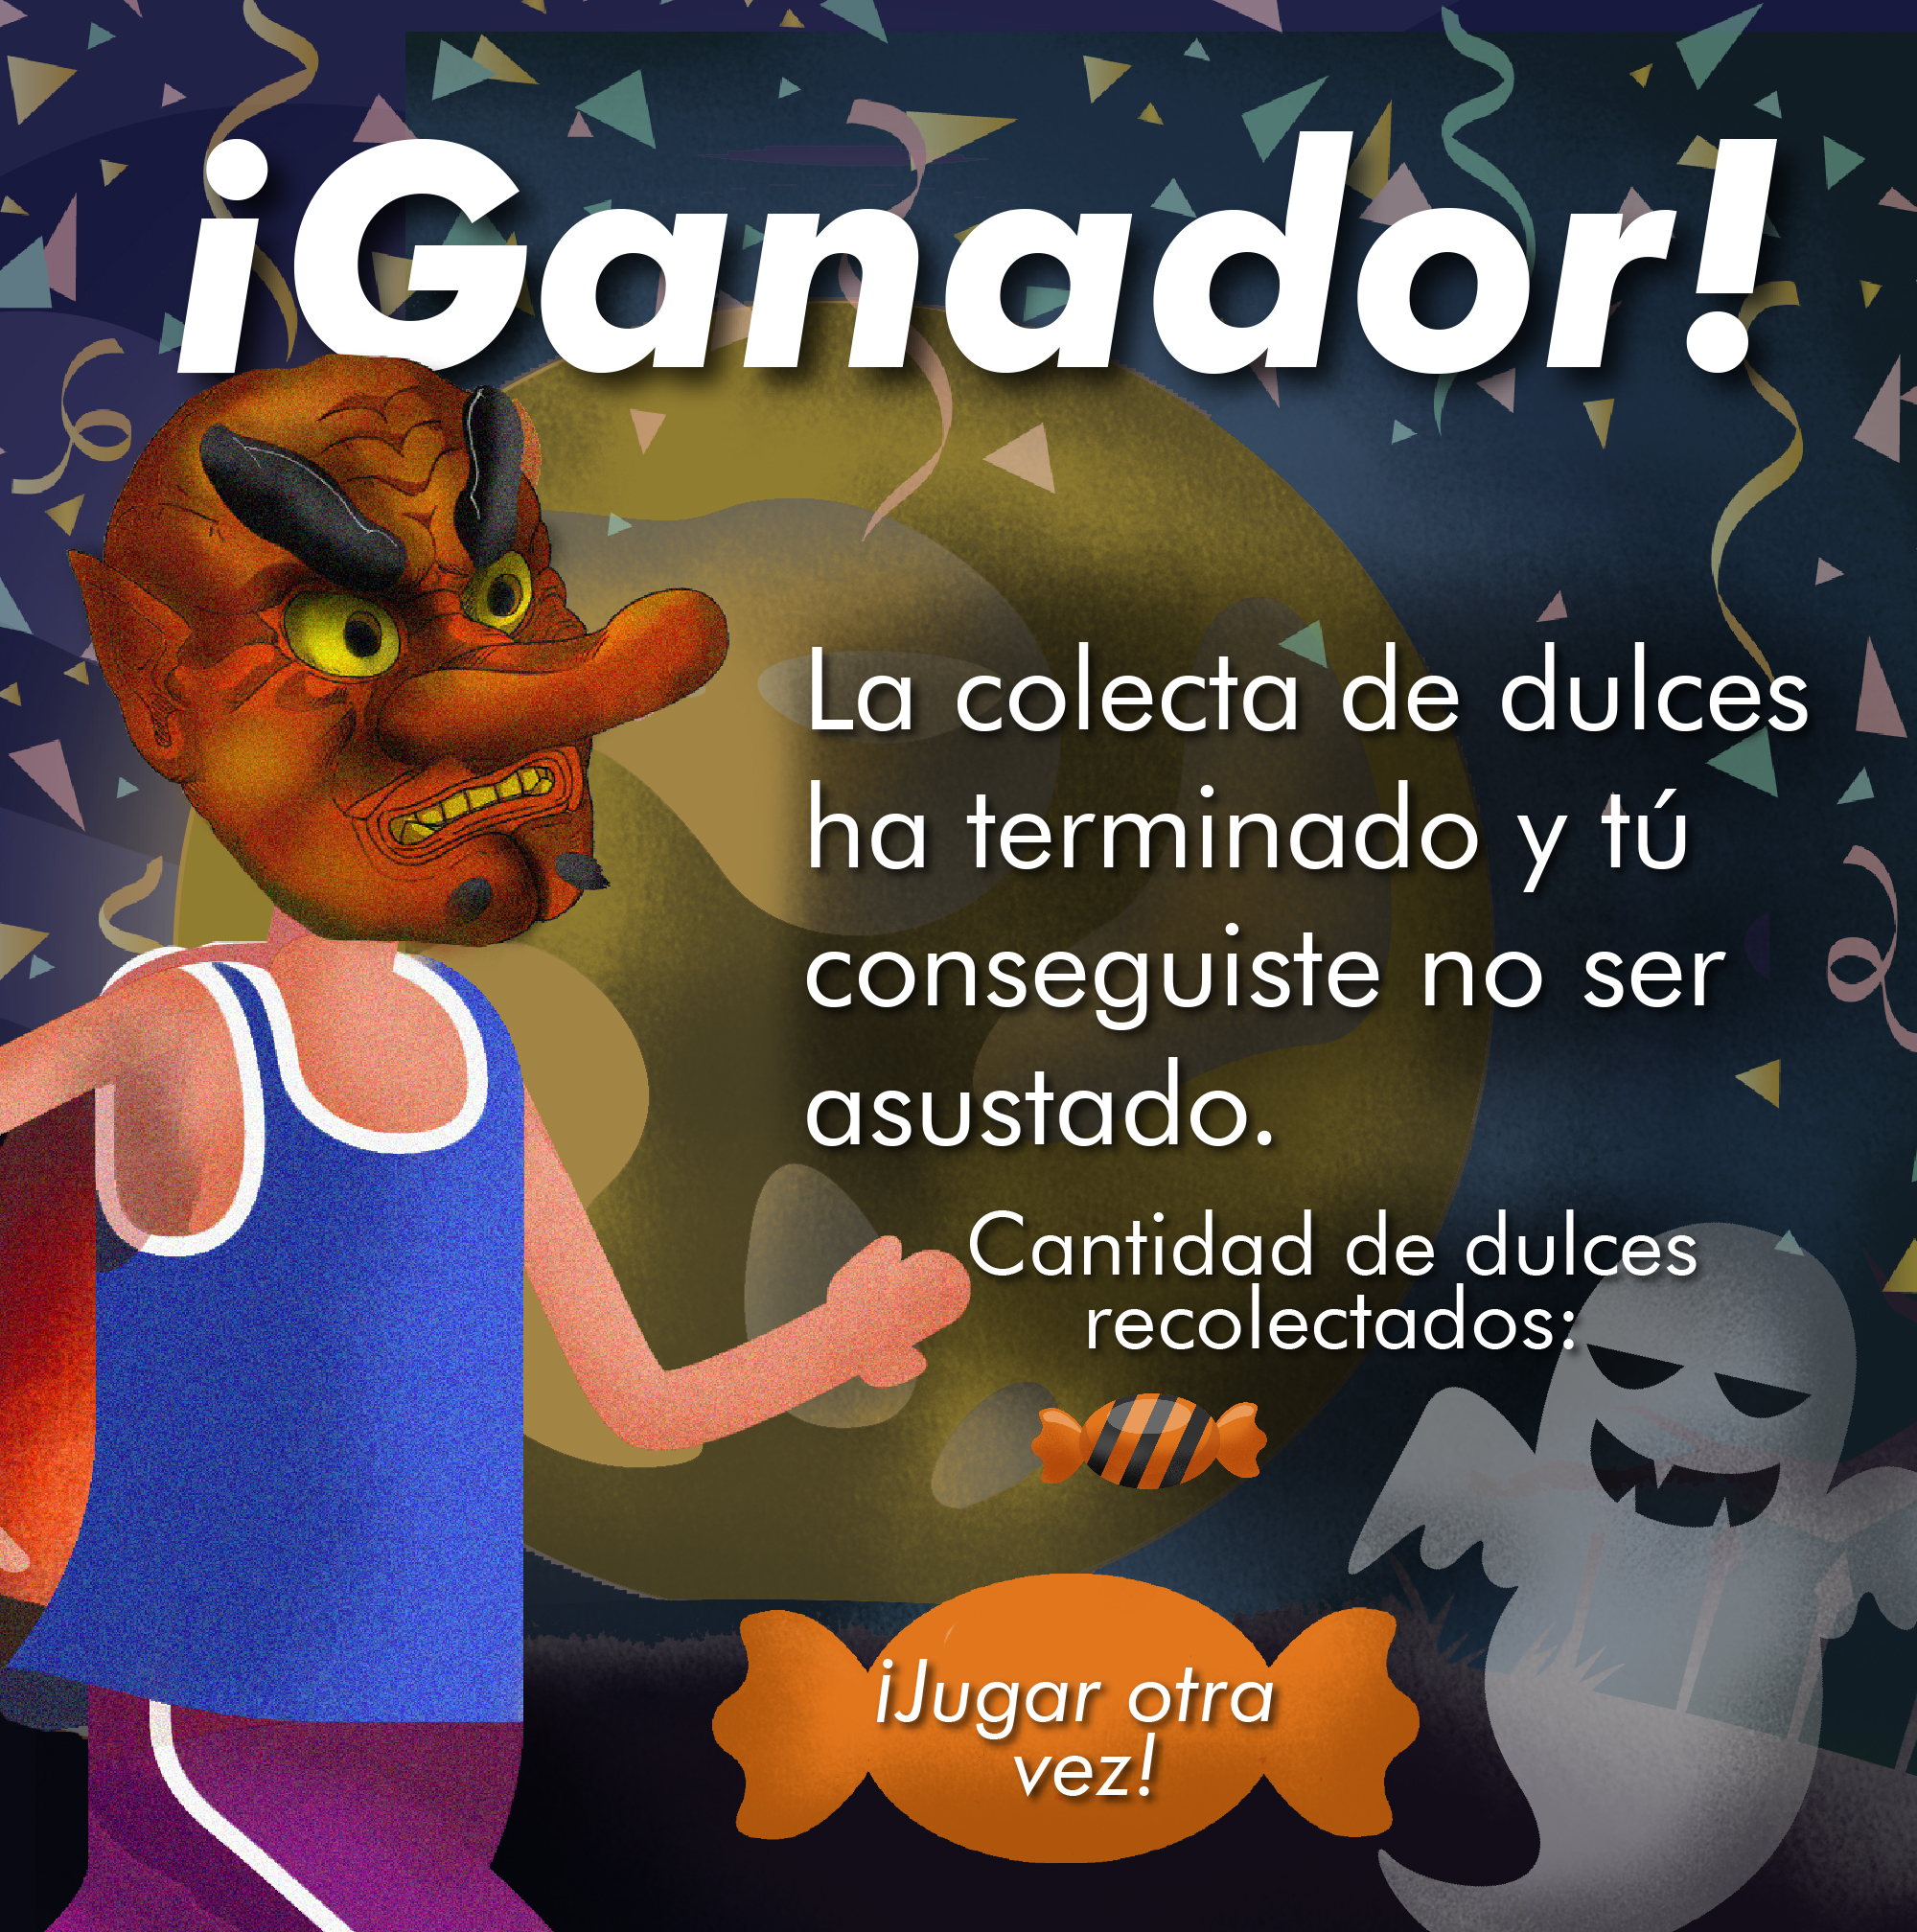 ¡Ganador!
La colecta de dulces
ha terminado y tú
conseguiste no ser
asustado.
Cantidad de dulces
recolectados:
¡Jugar otra
vez!